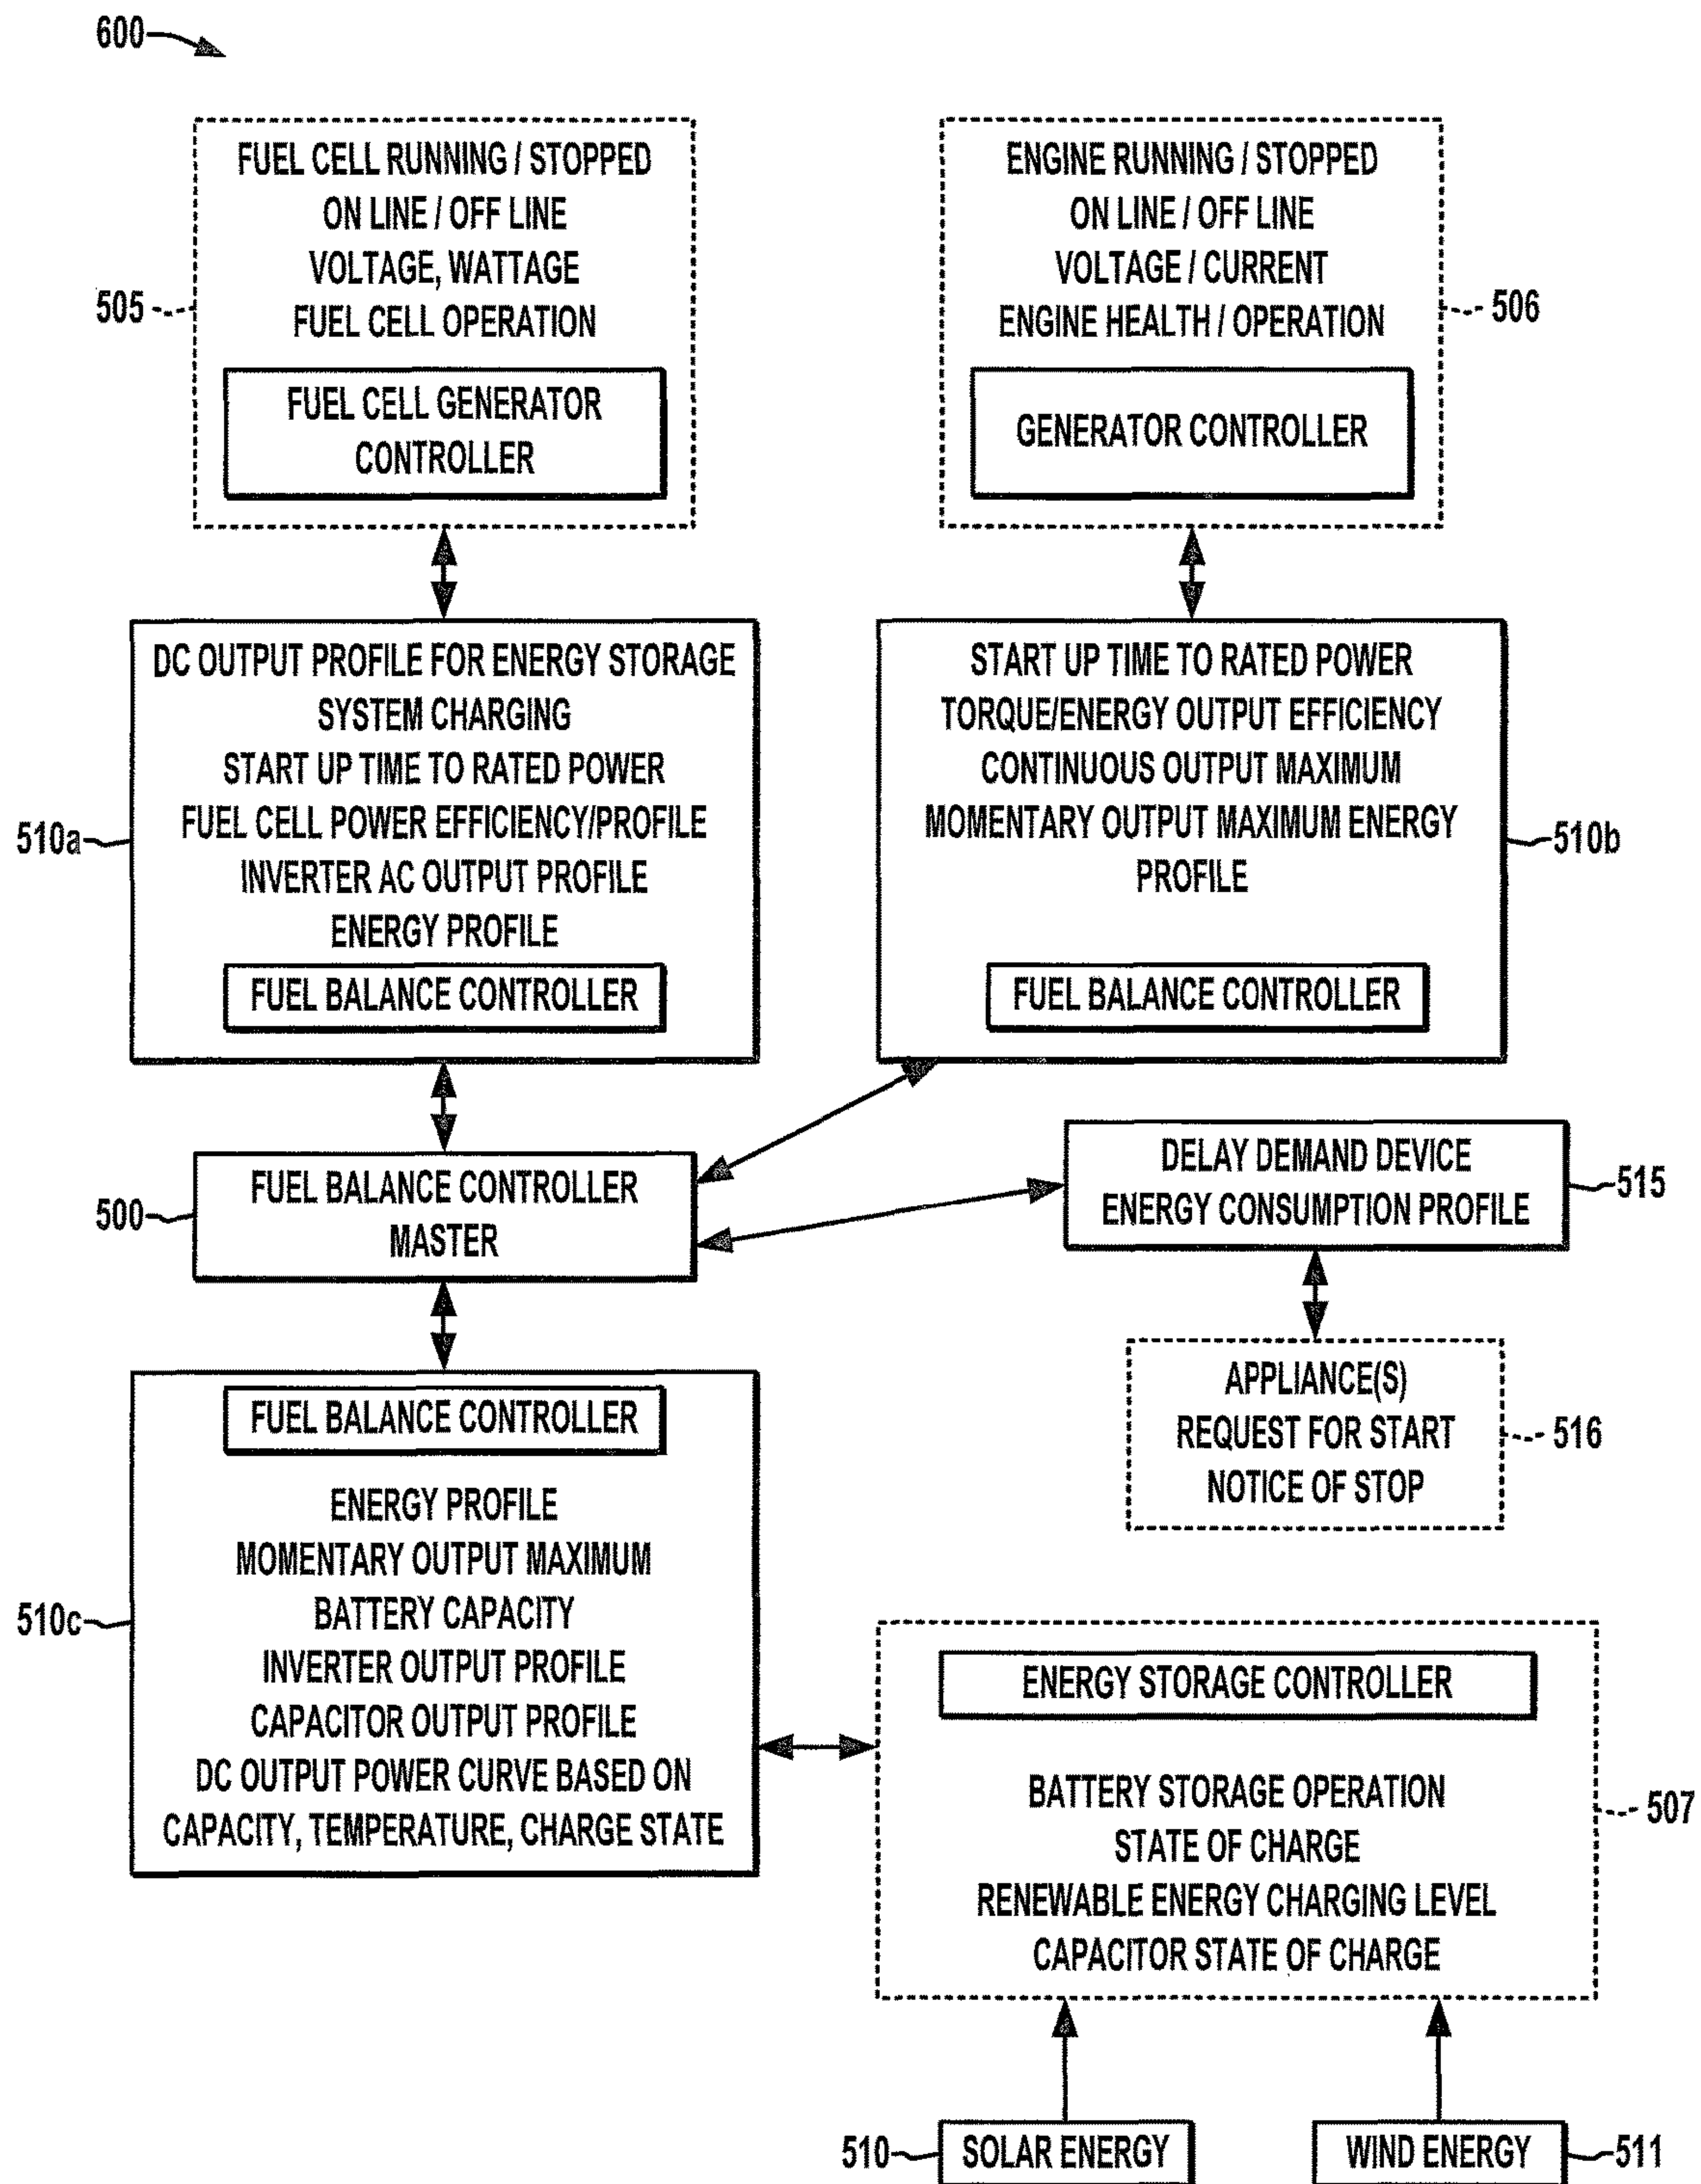 600
FUEL CELL RUNNING / STOPPED
ON LINE / OFF LINE
VOLTAGE, WATTAGE
FUEL CELL OPERATION
FUEL CELL GENERATOR
CONTROLLER
505
ENGINE RUNNING / STOPPED
ON LINE / OFF LINE
VOLTAGE / CURRENT
ENGINE HEALTH / OPERATION
GENERATOR CONTROLLER
506
DC OUTPUT PROFILE FOR ENERGY STORAGE
SYSTEM CHARGING
START UP TIME TO RATED POWER
FUEL CELL POWER EFFICIENCY/PROFILE
INVERTER AC OUTPUT PROFILE
ENERGY PROFILE
FUEL BALANCE CONTROLLER
510a
START UP TIME TO RATED POWER
TORQUE/ENERGY OUTPUT EFFICIENCY
CONTINUOUS OUTPUT MAXIMUM
MOMENTARY OUTPUT MAXIMUM ENERGY
PROFILE
FUEL BALANCE CONTROLLER
510b
FUEL BALANCE CONTROLLER
MASTER
500
DELAY DEMAND DEVICE
ENERGY CONSUMPTION PROFILE
515
APPLIANCE(S)
REQUEST FOR START
NOTICE OF STOP
516
FUEL BALANCE CONTROLLER
ENERGY PROFILE
MOMENTARY OUTPUT MAXIMUM
BATTERY CAPACITY
INVERTER OUTPUT PROFILE
CAPACITOR OUTPUT PROFILE
DC OUTPUT POWER CURVE BASED ON
CAPACITY, TEMPERATURE, CHARGE STATE
510c
ENERGY STORAGE CONTROLLER
BATTERY STORAGE OPERATION
STATE OF CHARGE
RENEWABLE ENERGY CHARGING LEVEL
CAPACITOR STATE OF CHARGE
507
510
SOLAR ENERGY
WIND ENERGY
511